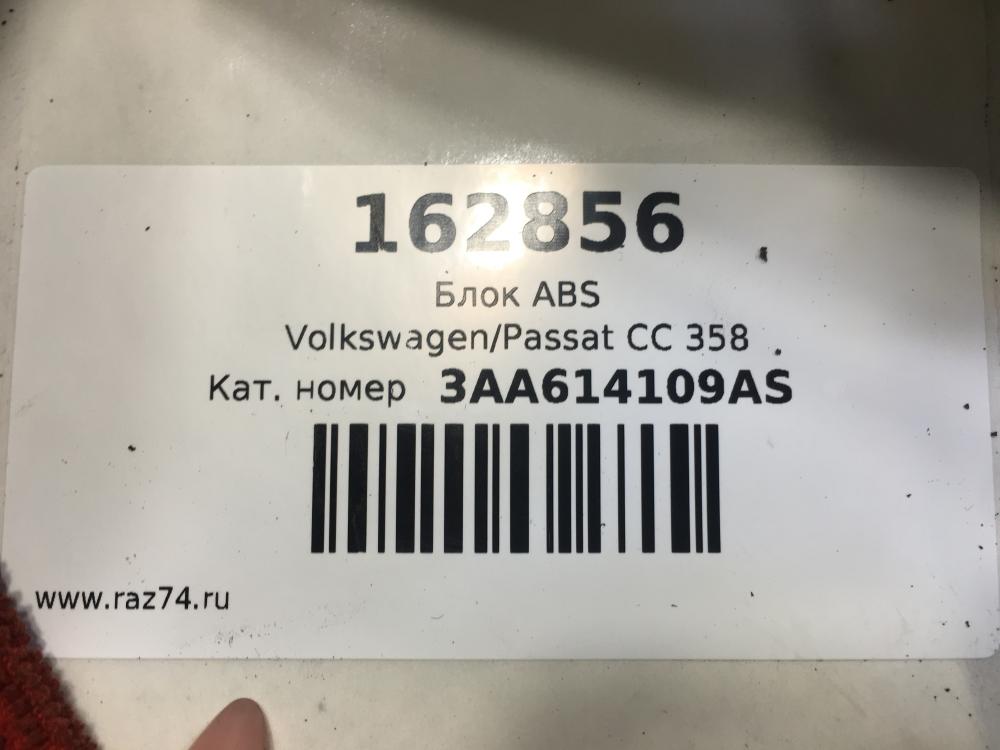 162856
Блок ABS
Volkswagen/Passat CC 358
Кат. номер 3AA614109AS
www.raz74.ru